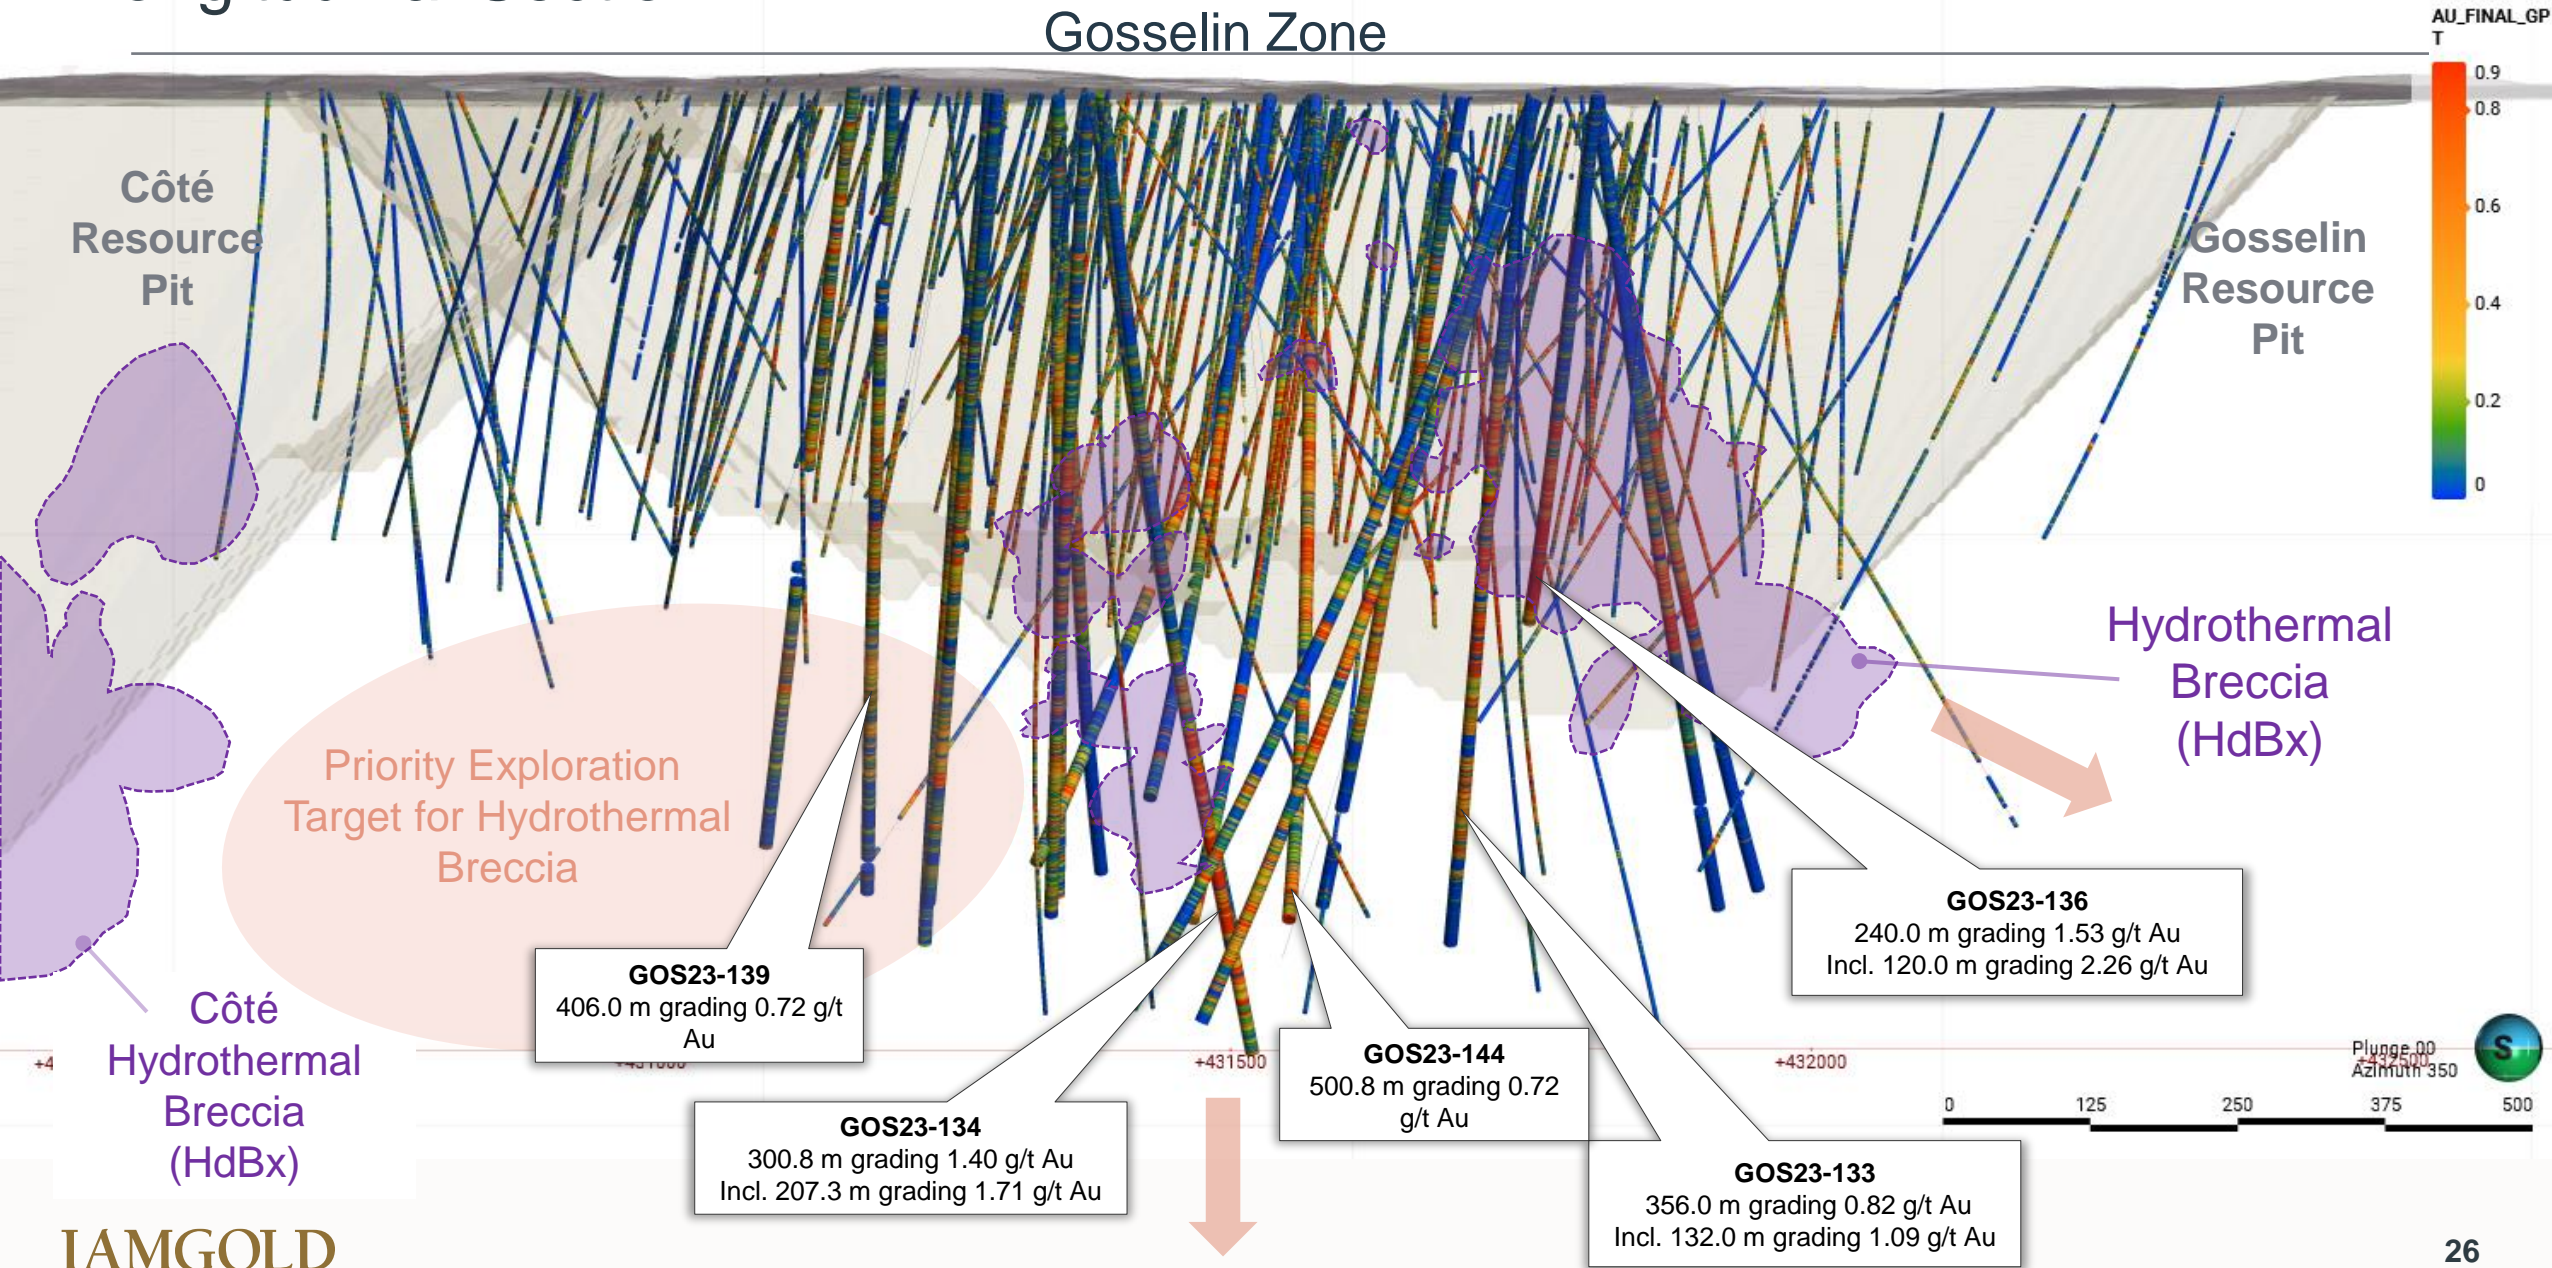 Gosselin Zone
AU_FINAL_GP
T
0.9
0.8
0.6
0.4
0.2
0
Côté
Resource
Pit
Gosselin
Resource
Pit
Hydrothermal
Breccia
(HdBx)
Priority Exploration
Target for Hydrothermal
Breccia
GOS23-136
240.0 m grading 1.53 g/t Au
Incl. 120.0 m grading 2.26 g/t Au
GOS23-139
406.0 m grading 0.72 g/t
Au
Côté
Hydrothermal
Breccia
(HdBx)
GOS23-144
500.8 m grading 0.72
g/t Au
GOS23-134
300.8 m grading 1.40 g/t Au
Incl. 207.3 m grading 1.71 g/t Au
GOS23-133
356.0 m grading 0.82 g/t Au
Incl. 132.0 m grading 1.09 g/t Au
+4
+431500
+432000
+432500
Plunge 00
Azimuth 350
S
0 125 250 375 500
IAMGOLD
26